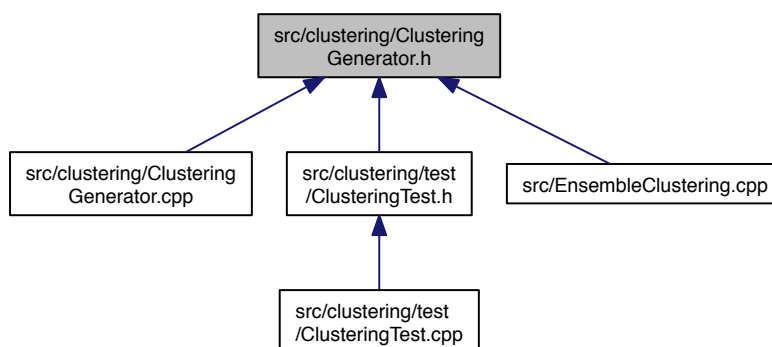 src/clustering/Clustering
Generator.h
src/clustering/Clustering
Generator.cpp
src/clustering/test
/ClusteringTest.h
src/EnsembleClustering.cpp
src/clustering/test
/ClusteringTest.cpp